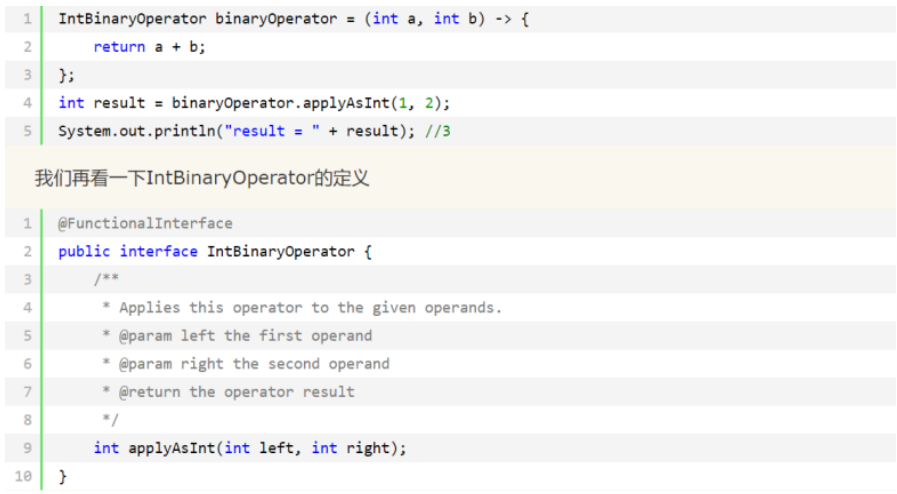 1 IntBinaryOperator binaryOperator = (int a, int b) -> {
2     return a + b;
3 };
4 int result = binaryOperator.applyAsInt(1, 2);
5 System.out.println("result = " + result); //3
我们再看一下IntBinaryOperator的定义
1 @FunctionalInterface
2 public interface IntBinaryOperator {
3     /**
4      * Applies this operator to the given operands.
5      * @param left the first operand
6      * @param right the second operand
7      * @return the operator result
8      */
9     int applyAsInt(int left, int right);
10 }